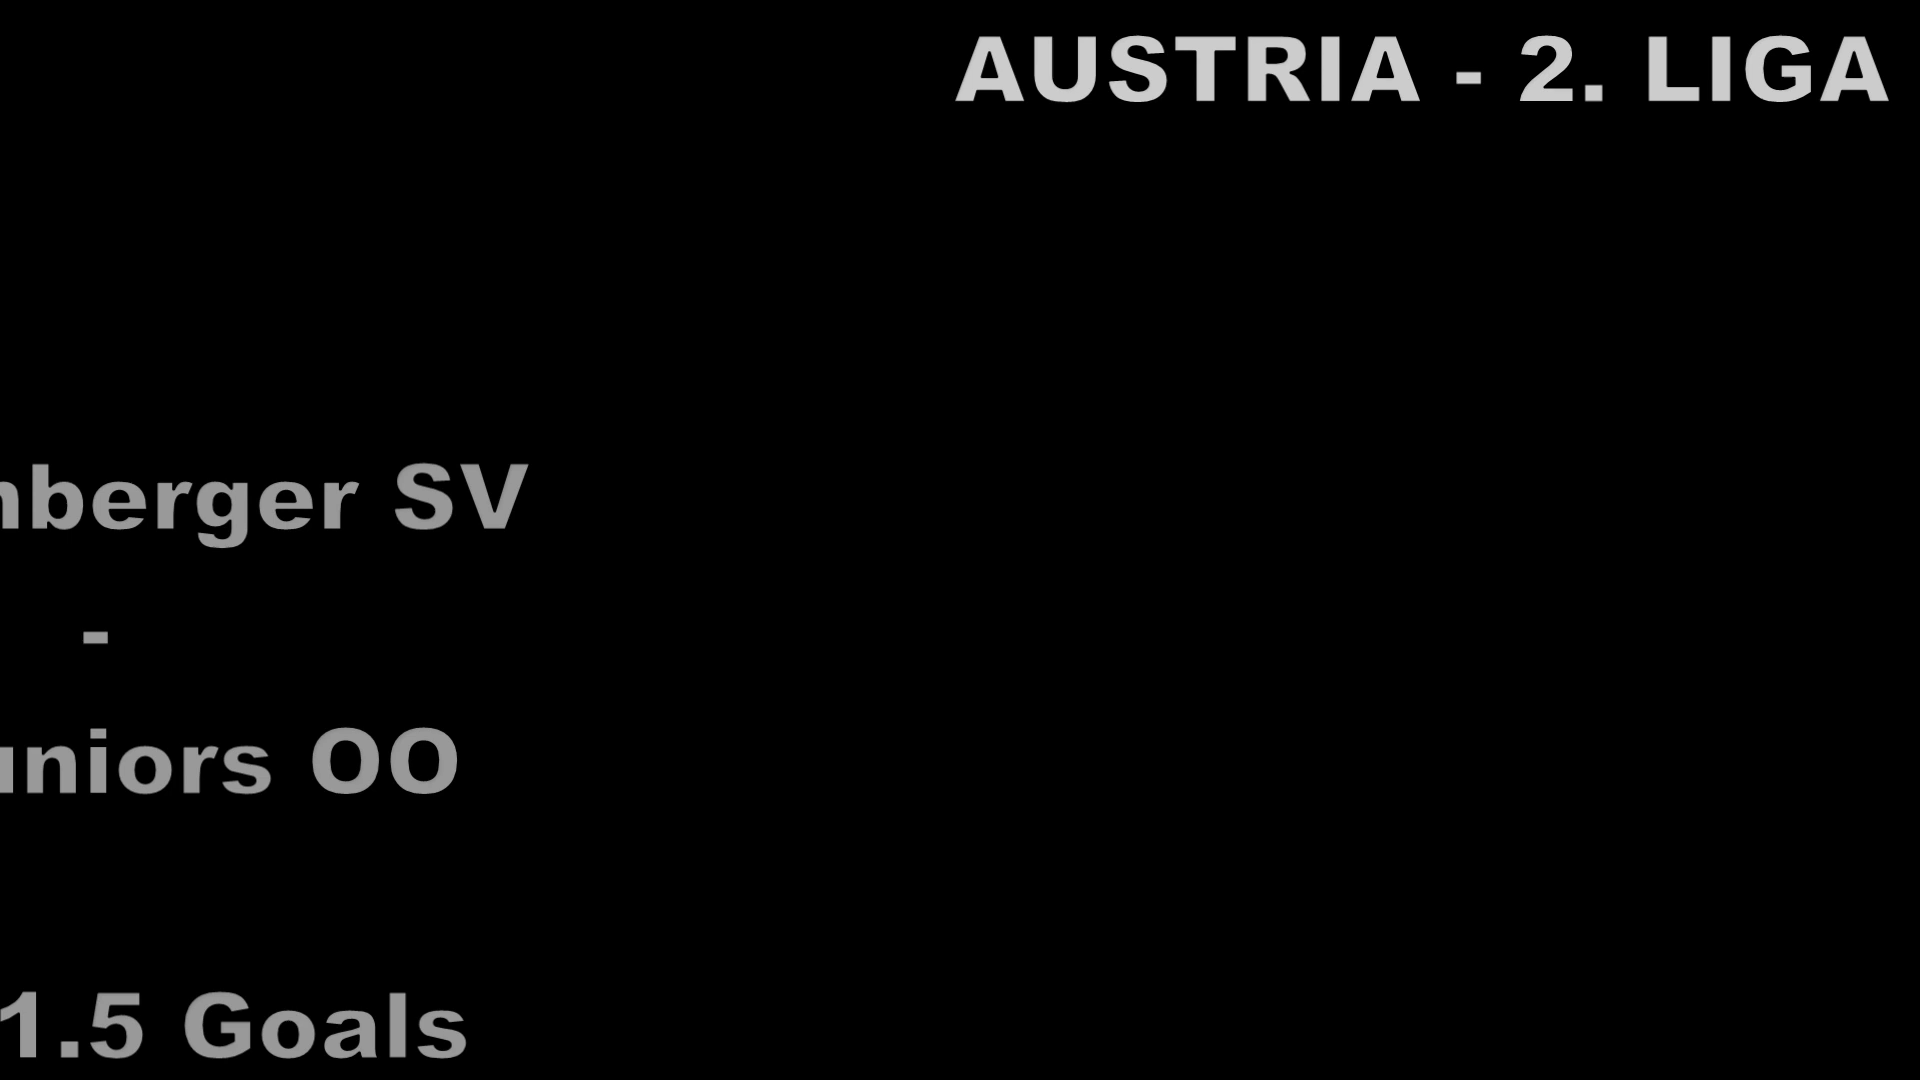 AUSTRIA - 2. LIGA
nberger SV
-
uniors OO
1.5 Goals